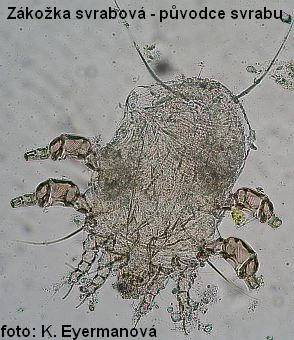 Zákožka svrabová - původce svrabu
foto: K. Eyermanová